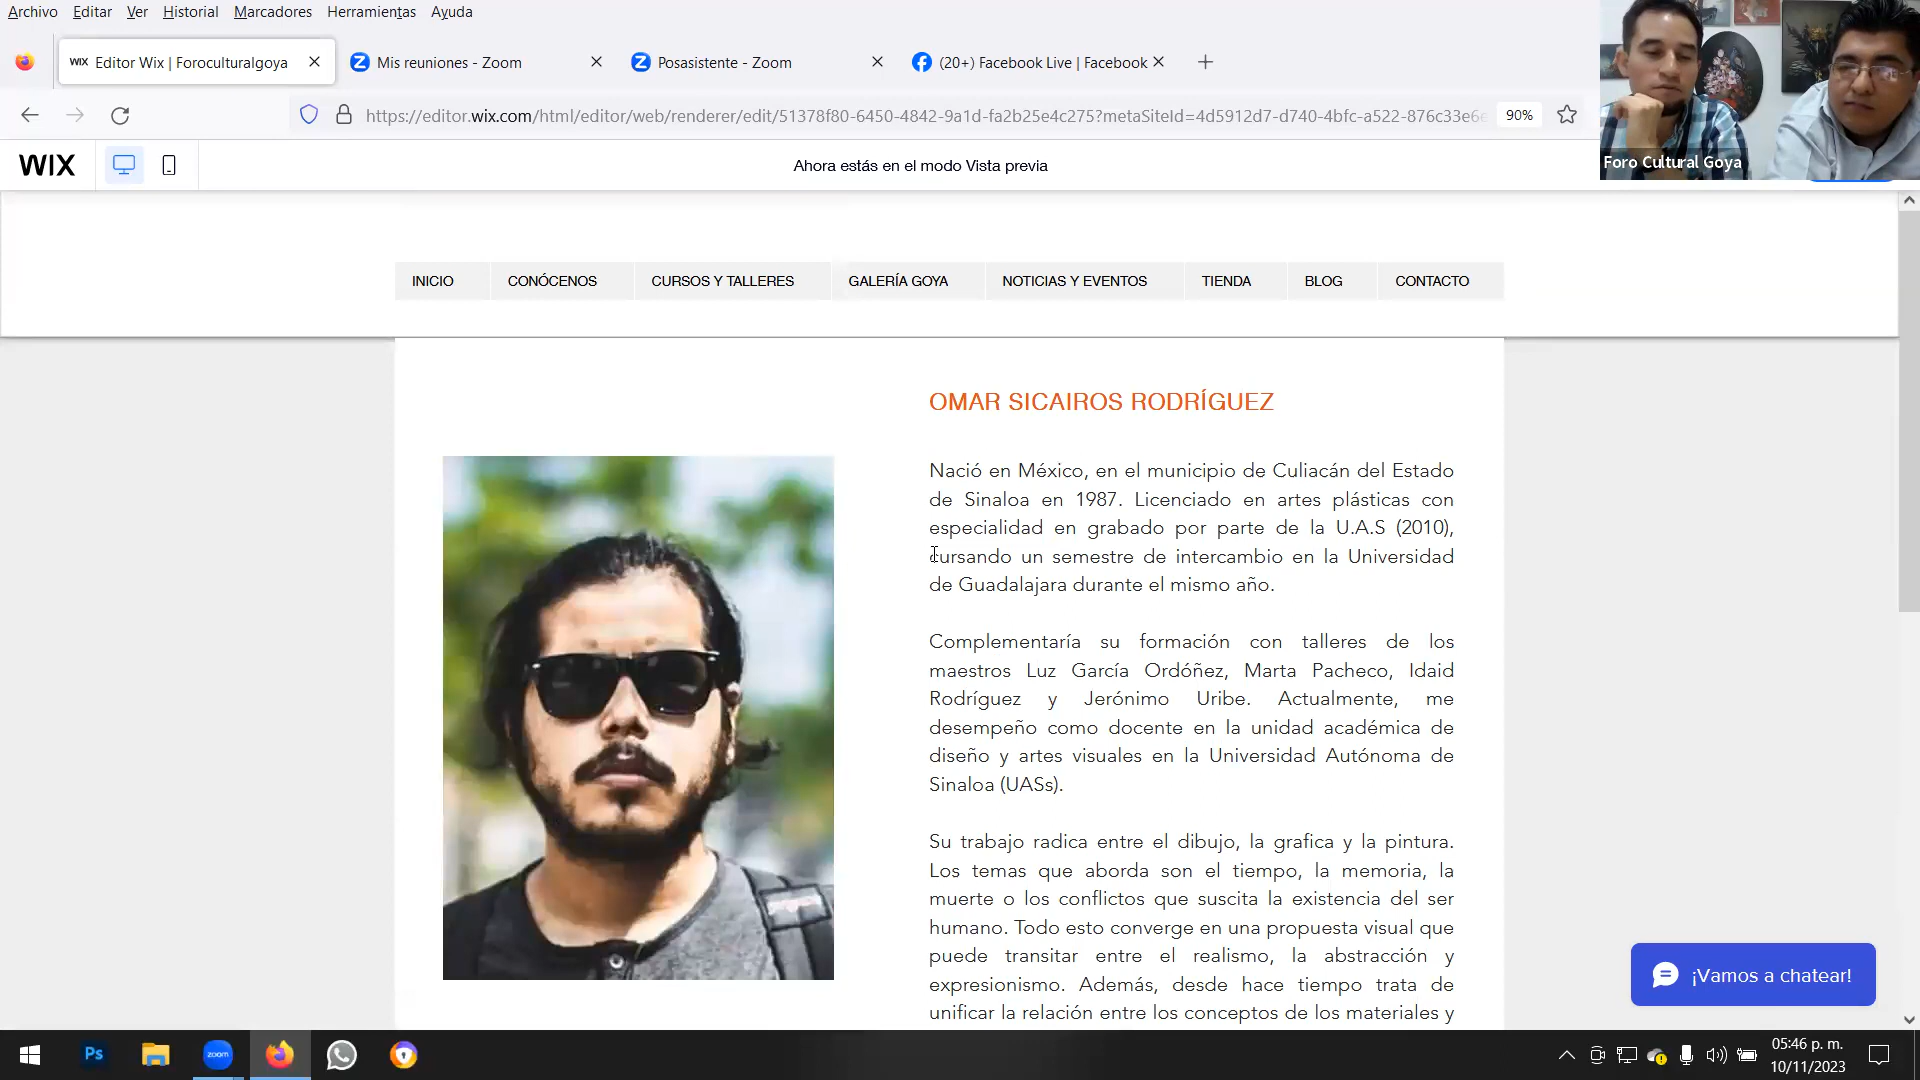 Archivo Editar Ver Historial Marcadores Herramientas Ayuda
WIX Editor Wix | Foroculturalgoya
Mis reuniones - Zoom
Posasistente - Zoom
(20+) Facebook Live | Facebook
https://editor.wix.com/html/editor/web/renderer/edit/51378f80-6450-4842-9a1d-fa2b25e4c275?metaSiteId=4d5912d7-d740-4bfc-a522-876c33e6
90%
Foro Cultural Goya
WIX
Ahora estás en el modo Vista previa
INICIO CONÓCENOS CURSOS Y TALLERES GALERÍA GOYA NOTICIAS Y EVENTOS TIENDA BLOG CONTACTO
OMAR SICAIROS RODRÍGUEZ
Nació en México, en el municipio de Culiacán del Estado
de Sinaloa en 1987. Licenciado en artes plásticas con
especialidad en grabado por parte de la U.A.S (2010),
cursando un semestre de intercambio en la Universidad
de Guadalajara durante el mismo año.
Complementaría su formación con talleres de los
maestros Luz García Ordóñez, Marta Pacheco, Idaid
Rodríguez y Jerónimo Uribe. Actualmente, me
desempeño como docente en la unidad académica de
diseño y artes visuales en la Universidad Autónoma de
Sinaloa (UASs).
Su trabajo radica entre el dibujo, la grafica y la pintura.
Los temas que aborda son el tiempo, la memoria, la
muerte o los conflictos que suscita la existencia del ser
humano. Todo esto converge en una propuesta visual que
puede transitar entre el realismo, la abstracción y
expresionismo. Además, desde hace tiempo trata de
unificar la relación entre los conceptos de los materiales y
¡Vamos a chatear!
Ps
zoom
05:46 p. m.
10/11/2023